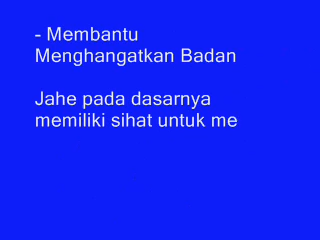 - Membantu
Menghangatkan Badan
Jahe pada dasarnya
memiliki sihat untuk me